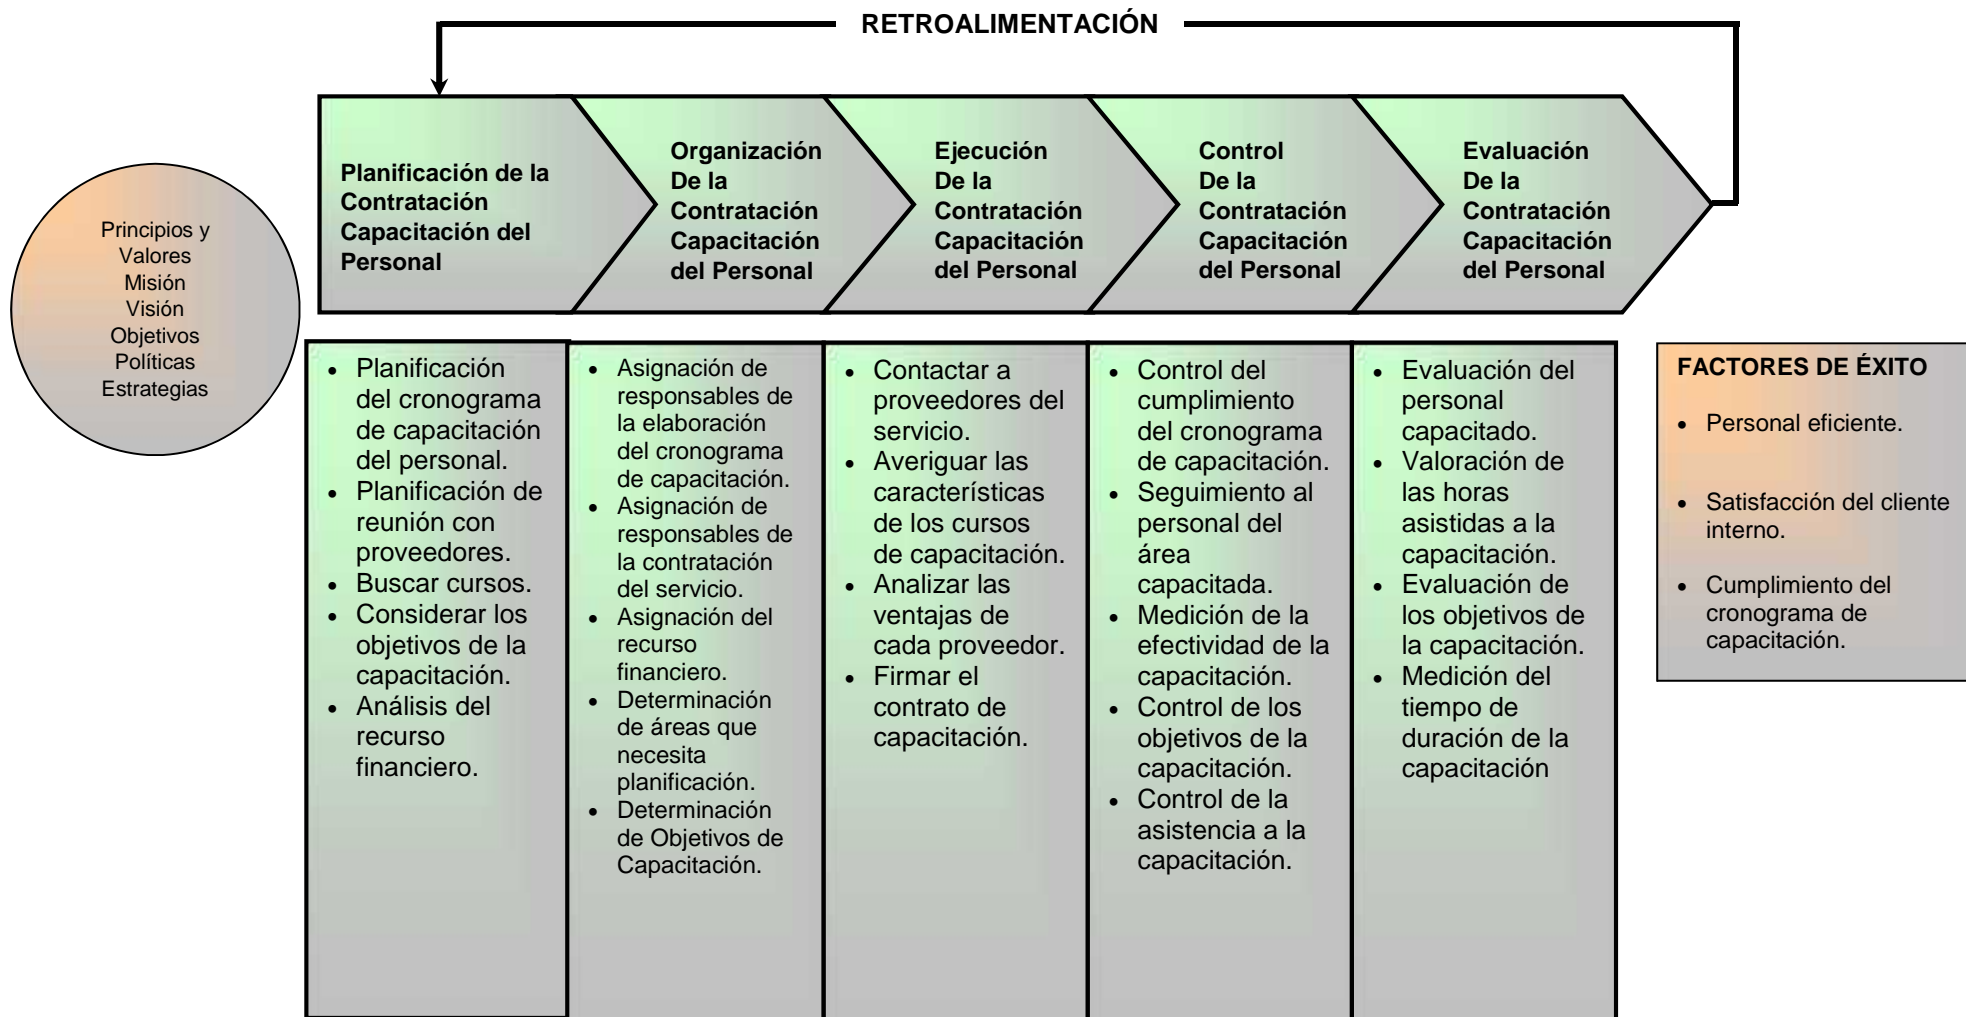 RETROALIMENTACIÓN
Principios y
Valores
Misión
Visión
Objetivos
Políticas
Estrategias
Planificación de la
Contratación
Capacitación del
Personal
Organización
De la
Contratación
Capacitación
del Personal
Ejecución
De la
Contratación
Capacitación
del Personal
Control
De la
Contratación
Capacitación
del Personal
Evaluación
De la
Contratación
Capacitación
del Personal
• Planificación
del cronograma
de capacitación
del personal.
• Planificación de
reunión con
proveedores.
• Buscar cursos.
• Considerar los
objetivos de la
capacitación.
• Análisis del
recurso
financiero.
• Asignación de
responsables de
la elaboración
del cronograma
de capacitación.
• Asignación de
responsables de
la contratación
del servicio.
• Asignación del
recurso
financiero.
• Determinación
de áreas que
necesita
planificación.
• Determinación
de Objetivos de
Capacitación.
• Contactar a
proveedores del
servicio.
• Averiguar las
características
de los cursos
de capacitación.
• Analizar las
ventajas de
cada proveedor.
• Firmar el
contrato de
capacitación.
• Control del
cumplimiento
del cronograma
de capacitación.
• Seguimiento al
personal del
área
capacitada.
• Medición de la
efectividad de la
capacitación.
• Control de los
objetivos de la
capacitación.
• Control de la
asistencia a la
capacitación.
• Evaluación del
personal
capacitado.
• Valoración de
las horas
asistidas a la
capacitación.
• Evaluación de
los objetivos de
la capacitación.
• Medición del
tiempo de
duración de la
capacitación
FACTORES DE ÉXITO
• Personal eficiente.
• Satisfacción del cliente
interno.
• Cumplimiento del
cronograma de
capacitación.